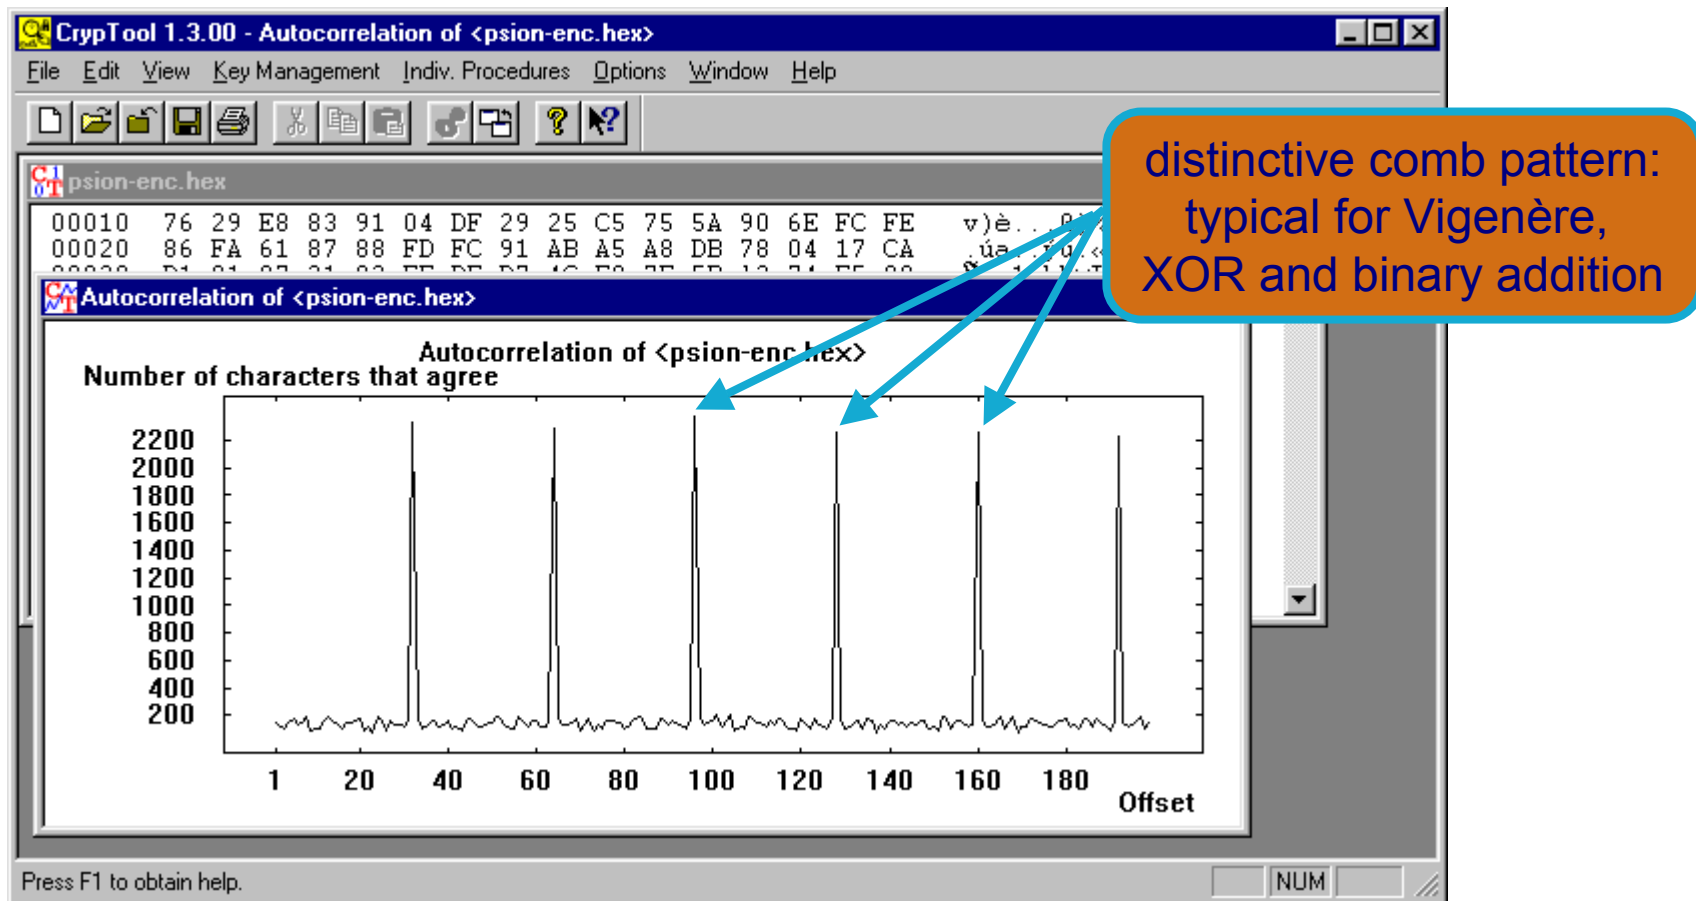 CrypTool 1.3.00 - Autocorrelation of <psion-enc.hex>
File Edit View Key Management Indiv. Procedures Options Window Help
distinctive comb pattern:
typical for Vigenère,
XOR and binary addition
psion-enc.hex
00010 76 29 E8 83 91 04 DF 29 25 C5 75 5A 90 6E FC FE
00020 86 FA 61 87 88 FD FC 91 AB A5 A8 DB 78 04 17 CA
Autocorrelation of <psion-enc.hex>
Autocorrelation of <psion-enc.hex>
Number of characters that agree
2200
2000
1800
1600
1400
1200
1000
800
600
400
200
1 20 40 60 80 100 120 140 160 180
Offset
Press F1 to obtain help.
NUM